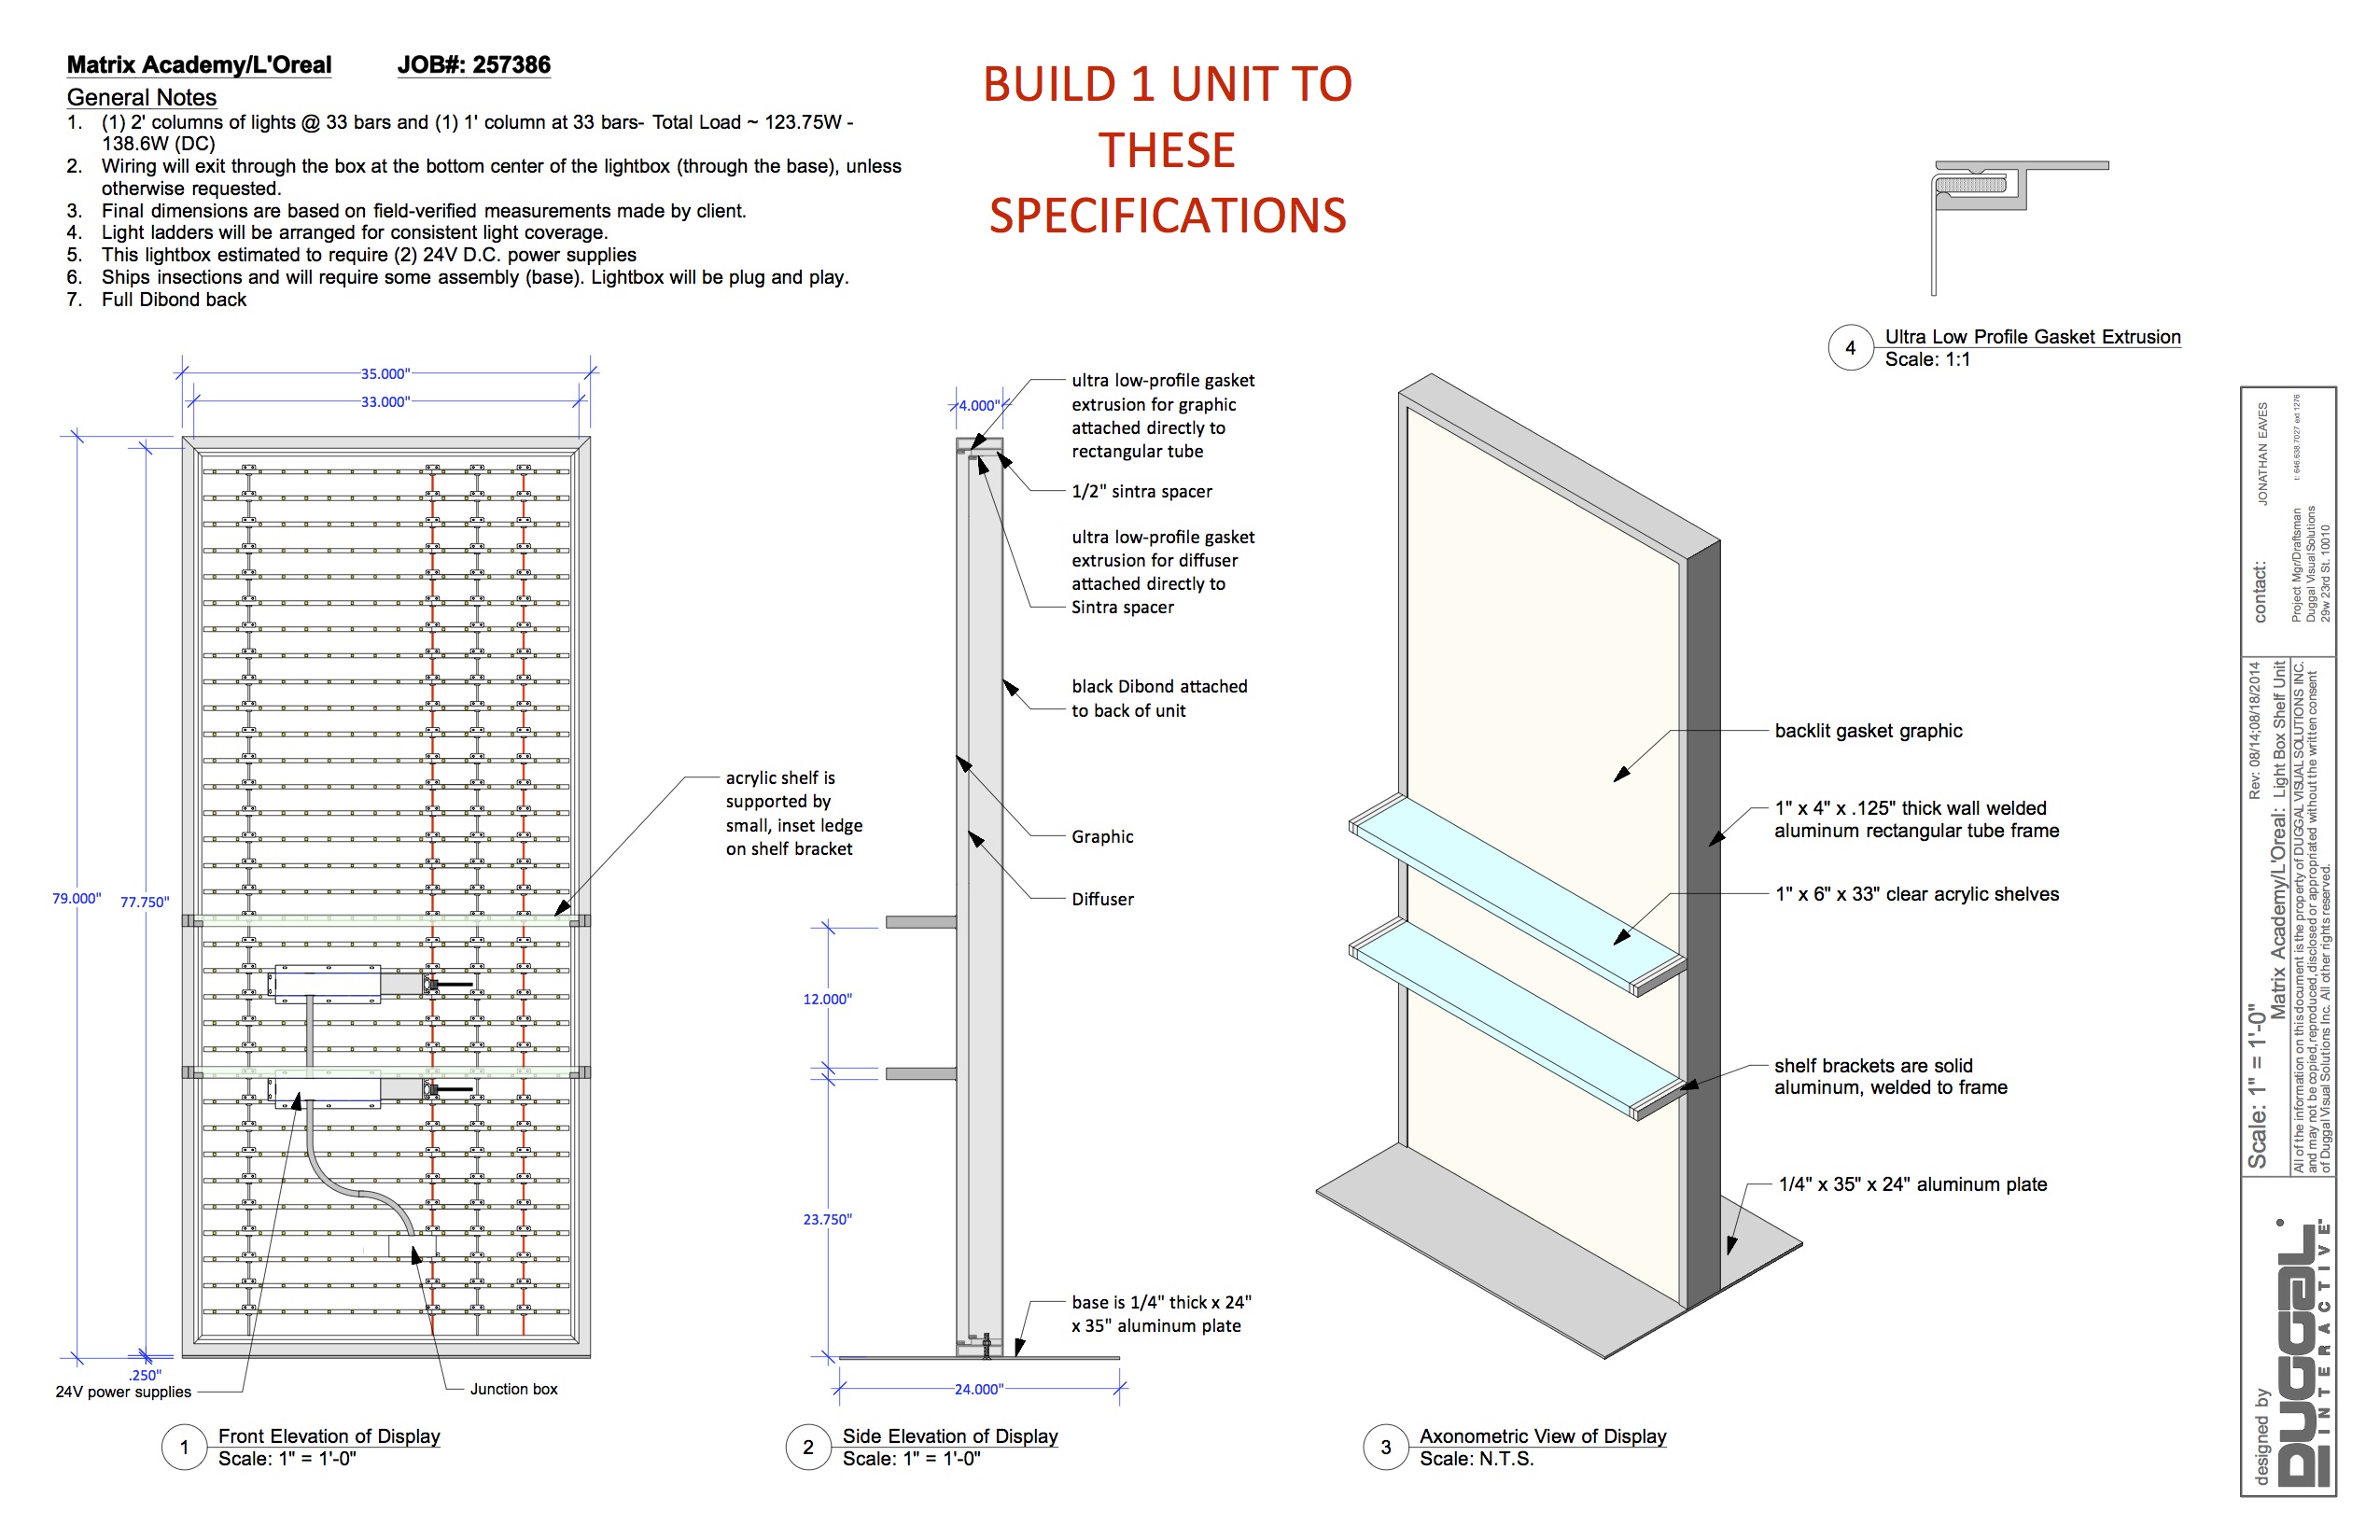 Matrix Academy/L'Oreal JOB#: 257386
General Notes
1. (1) 2' columns of lights @ 33 bars and (1) 1' column at 33 bars- Total Load ~ 123.75W -
138.6W (DC)
2. Wiring will exit through the box at the bottom center of the lightbox (through the base), unless
otherwise requested.
3. Final dimensions are based on field-verified measurements made by client.
4. Light ladders will be arranged for consistent light coverage.
5. This lightbox estimated to require (2) 24V D.C. power supplies
6. Ships insections and will require some assembly (base). Lightbox will be plug and play.
7. Full Dibond back
BUILD 1 UNIT TO
THESE
SPECIFICATIONS
4
Ultra Low Profile Gasket Extrusion
Scale: 1:1
35.000"
33.000"
79.000"
77.750"
.250"
acrylic shelf is
supported by
small, inset ledge
on shelf bracket
24V power supplies
Junction box
1
Front Elevation of Display
Scale: 1" = 1'-0"
4.000"
ultra low-profile gasket
extrusion for graphic
attached directly to
rectangular tube
1/2" sintra spacer
ultra low-profile gasket
extrusion for diffuser
attached directly to
Sintra spacer
black Dibond attached
to back of unit
Graphic
Diffuser
12.000"
23.750"
base is 1/4" thick x 24"
x 35" aluminum plate
24.000"
2
Side Elevation of Display
Scale: 1" = 1'-0"
backlit gasket graphic
1" x 4" x .125" thick wall welded
aluminum rectangular tube frame
1" x 6" x 33" clear acrylic shelves
shelf brackets are solid
aluminum, welded to frame
1/4" x 35" x 24" aluminum plate
3
Axonometric View of Display
Scale: N.T.S.
contact: JONATHAN EAVES
Project Mgr/Draftsman t: 646.638.7027 ext 1276
Duggal Visual Solutions
29w 23rd St. 10010
Scale: 1" = 1'-0" Rev: 08/14;08/18/2014
Matrix Academy/L'Oreal: Light Box Shelf Unit
All of the information on this document is the property of DUGGAL VISUAL SOLUTIONS INC.
and may not be copied, reproduced, disclosed or appropriated without the written consent
of Duggal Visual Solutions Inc. All other rights reserved.
designed by
DUGGAL
INTERACTIVE